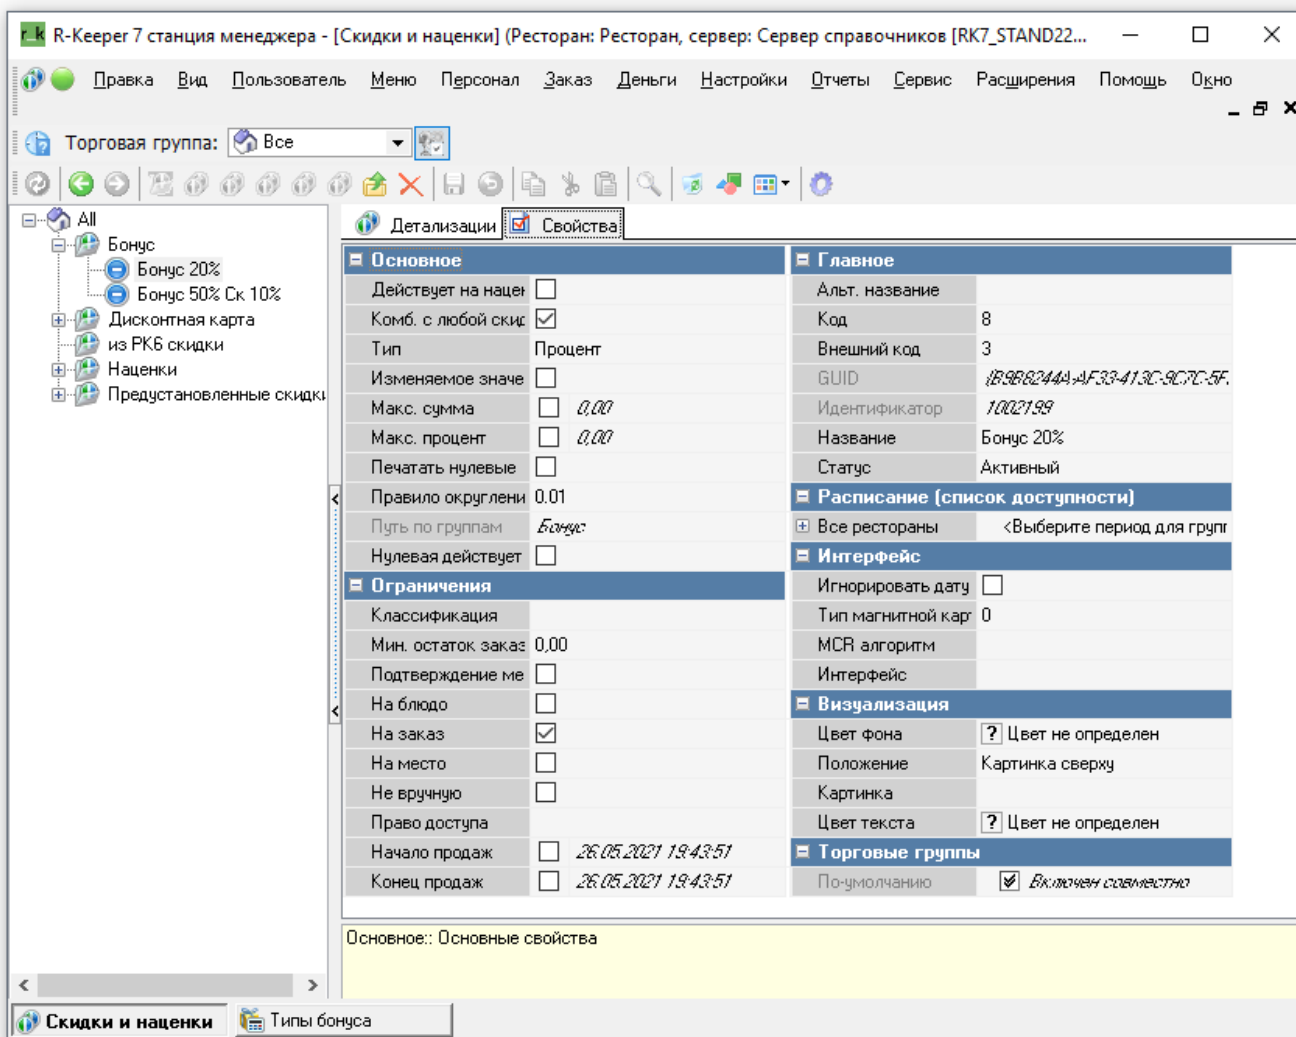 R-Keeper 7 станция менеджера - [Скидки и наценки] (Ресторан: Ресторан, сервер: Сервер справочников [RK7_STAND22...
Правка Вид Пользователь Меню Персонал Заказ Деньги Настройки Отчеты Сервис Расширения Помощь Окно
Торговая группа: Все
All
Бонус
Бонус 20%
Бонус 50% Ск 10%
Дисконтная карта
из РК6 скидки
Наценки
Предустановленные скидки
Детализации Свойства
Основное
Действует на нацен
Комб. с любой скид
Тип Процент
Изменяемое значе
Макс. сумма 0,00
Макс. процент 0,00
Печатать нулевые
Правило округлени 0.01
Путь по группам Бонус
Нулевая действует
Ограничения
Классификация
Мин. остаток заказ 0,00
Подтверждение ме
На блюдо
На заказ
На место
Не вручную
Право доступа
Начало продаж 26.05.2021 19:43:51
Конец продаж 26.05.2021 19:43:51
Главное
Альт. название
Код 8
Внешний код 3
GUID {B9B8244A-AF33-413C-9C7C-5F.
Идентификатор 1002199
Название Бонус 20%
Статус Активный
Расписание (список доступности)
Все рестораны <Выберите период для групп
Интерфейс
Игнорировать дату
Тип магнитной карт 0
MCR алгоритм
Интерфейс
Визуализация
Цвет фона ? Цвет не определен
Положение Картинка сверху
Картинка
Цвет текста ? Цвет не определен
Торговые группы
По-умолчанию Включен совместно
Основное:: Основные свойства
Скидки и наценки Типы бонуса